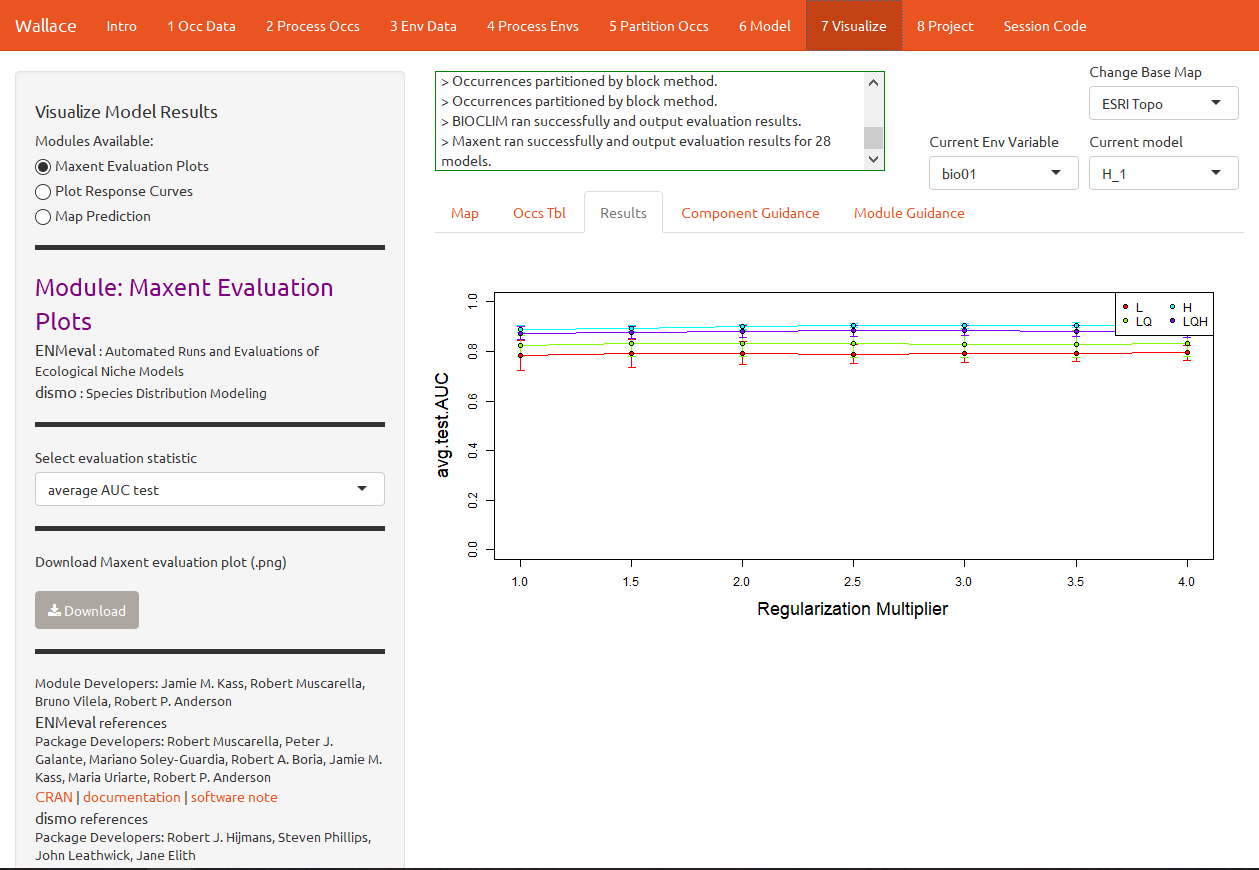 Wallace Intro 1 Occ Data 2 Process Occs 3 Env Data 4 Process Envs 5 Partition Occs 6 Model 7 Visualize 8 Project Session Code
Visualize Model Results
Modules Available:
Maxent Evaluation Plots
Plot Response Curves
Map Prediction
Module: Maxent Evaluation
Plots
ENMeval : Automated Runs and Evaluations of
Ecological Niche Models
dismo : Species Distribution Modeling
Select evaluation statistic
average AUC test
Download Maxent evaluation plot (.png)
Download
Module Developers: Jamie M. Kass, Robert Muscarella,
Bruno Vilela, Robert P. Anderson
ENMeval references
Package Developers: Robert Muscarella, Peter J.
Galante, Mariano Soley-Guardia, Robert A. Boria, Jamie M.
Kass, Maria Uriarte, Robert P. Anderson
CRAN | documentation | software note
dismo references
Package Developers: Robert J. Hijmans, Steven Phillips,
John Leathwick, Jane Elith
> Occurrences partitioned by block method.
> Occurrences partitioned by block method.
> BIOCLIM ran successfully and output evaluation results.
> Maxent ran successfully and output evaluation results for 28
models.
Change Base Map
ESRI Topo
Current Env Variable
bio01
Current model
H_1
Map Occs Tbl Results Component Guidance Module Guidance
L H
LQ LQH
avg.test.AUC
1.0
0.8
0.6
0.4
0.2
0.0
1.0 1.5 2.0 2.5 3.0 3.5 4.0
Regularization Multiplier